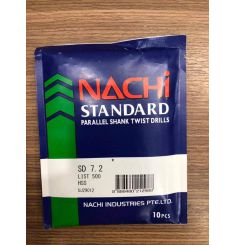 NACHi
STANDARD
PARALLEL SHANK TWIST DRILLS
SD 7.2
LIST 500
HSS
NACHI INDUSTRIES PTE.LTD.
10PCS